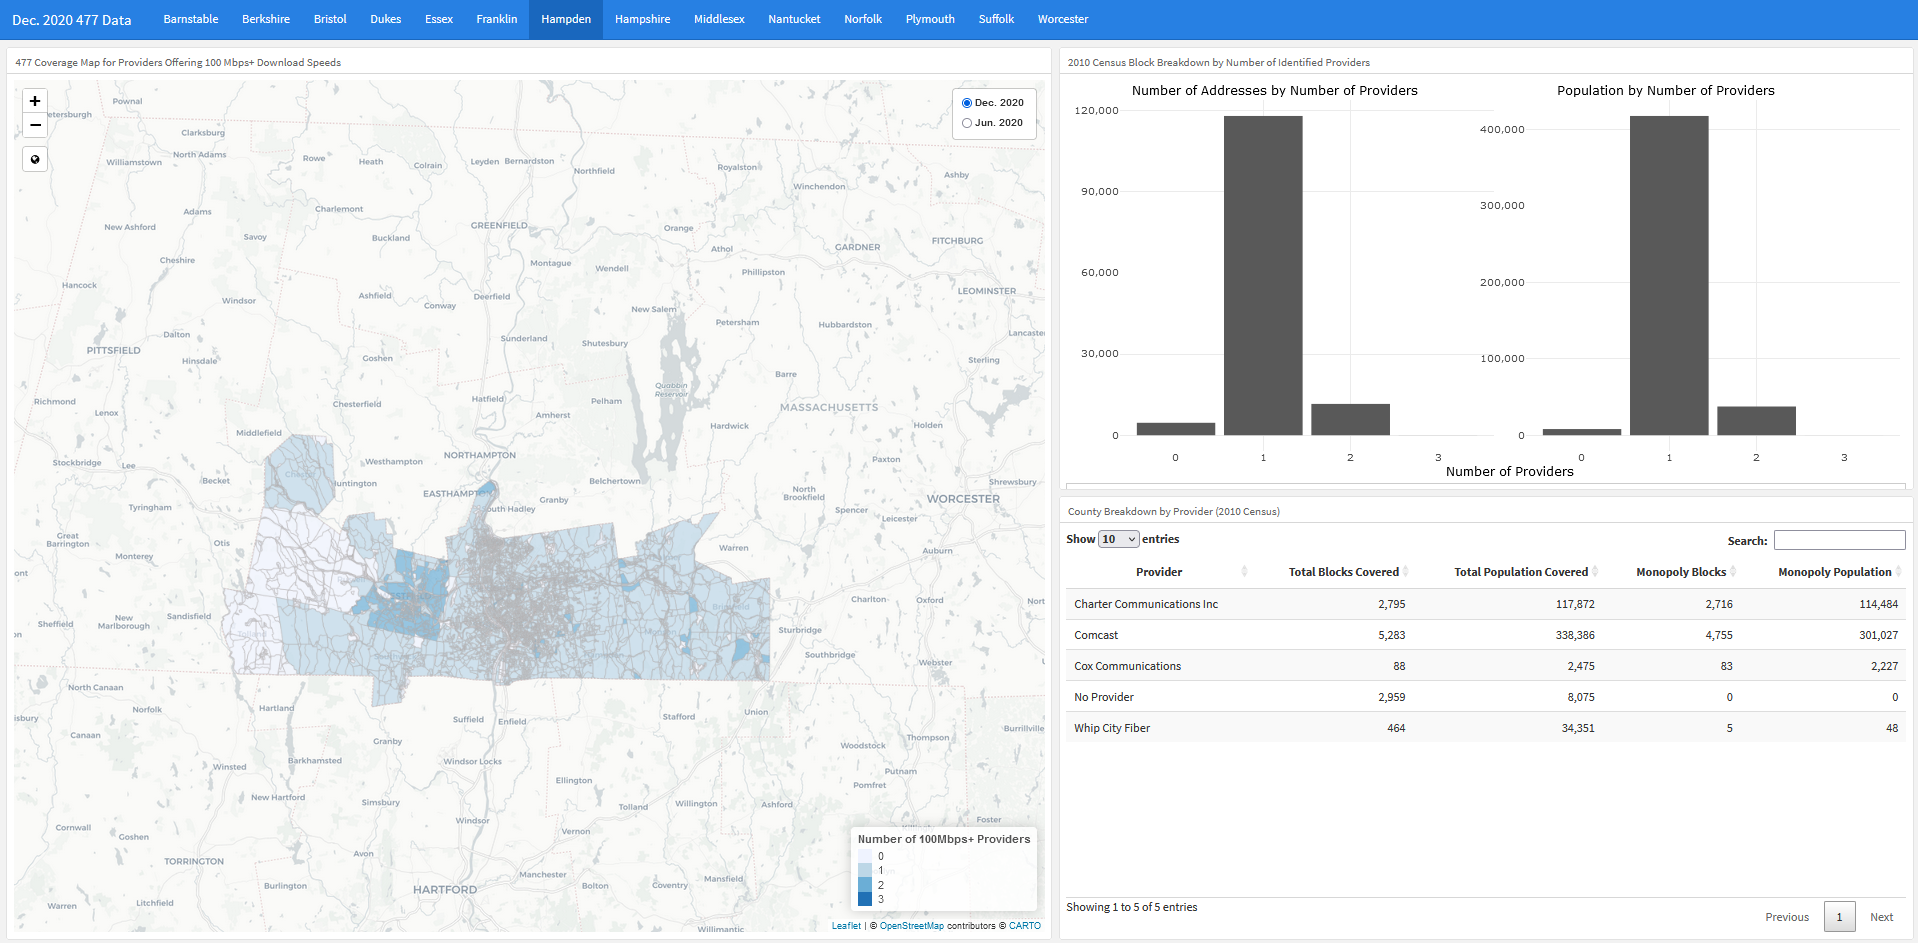 Dec. 2020 477 Data Barnstable Berkshire Bristol Dukes Essex Franklin Hampden Hampshire Middlesex Nantucket Norfolk Plymouth Suffolk Worcester
477 Coverage Map for Providers Offering 100 Mbps+ Download Speeds
+
−
Dec. 2020
Jun. 2020
Pownal
etersburgh
Clarksburg
North Adams
Williamstown
Rowe
Heath
Colrain
Leyden
Bernardston
Northfield
Royalston
Winchendon
Ashby
Adams
New Ashford
Charlemont
Savoy
Buckland
GREENFIELD
Orange
Athol
GARDNER
FITCHBURG
Cheshire
Montague
Wendell
Phillipston
Hancock
Windsor
Ashfield
Deerfield
Conway
LEOMINSTER
New Salem
Petersham
Hubbardston
Lancaster
Dalton
Sunderland
Shutesbury
PITTSFIELD
Hinsdale
Goshen
Sterling
Barre
Quabbin
Reservoir
Richmond
Lenox
Chesterfield
Hatfield
Pelham
Amherst
MASSACHUSETTS
Hardwick
Holden
Middlefield
Stockbridge
Lee
Westhampton
NORTHAMPTON
Paxton
Becket
Huntington
Belchertown
Shrewsbury
EASTHAMPT
Granby
North
Brookfield
WORCESTER
Tyringham
South Hadley
Spencer
Leicester
Great
Barrington
Otis
Monterey
Warren
Auburn
ont
Charlton
Oxford
Nort
New
Marlborough
Sandisfield
Sheffield
Tolland
Sturbridge
Southbridge
Webster
North Canaan
Norfolk
Hartland
Suffield
Enfield
Stafford
Union
isbury
Canaan
Granby
Woodstock
Thompson
Burrillville
Winsted
Barkhamsted
Windsor Locks
Ellington
Putnam
Pomfret
New Hartford
Simsbury
Windsor
Tolland
Willington
Ashford
Cornwall
Goshen
Vernon
Foster
Avon
TORRINGTON
Manchester
Burlington
Bolton
Coventry
Mansfield
HARTFORD
Litchfield
Warren
Willimantic
Number of 100Mbps+ Providers
0
1
2
3
Leaflet | © OpenStreetMap contributors © CARTO
2010 Census Block Breakdown by Number of Identified Providers
Number of Addresses by Number of Providers
120,000
90,000
60,000
30,000
0
0 1 2 3
Population by Number of Providers
400,000
300,000
200,000
100,000
0
0 1 2 3
Number of Providers
County Breakdown by Provider (2010 Census)
Show 10 entries
Search:
Provider Total Blocks Covered Total Population Covered Monopoly Blocks Monopoly Population
Charter Communications Inc 2,795 117,872 2,716 114,484
Comcast 5,283 338,386 4,755 301,027
Cox Communications 88 2,475 83 2,227
No Provider 2,959 8,075 0 0
Whip City Fiber 464 34,351 5 48
Showing 1 to 5 of 5 entries
Previous 1 Next